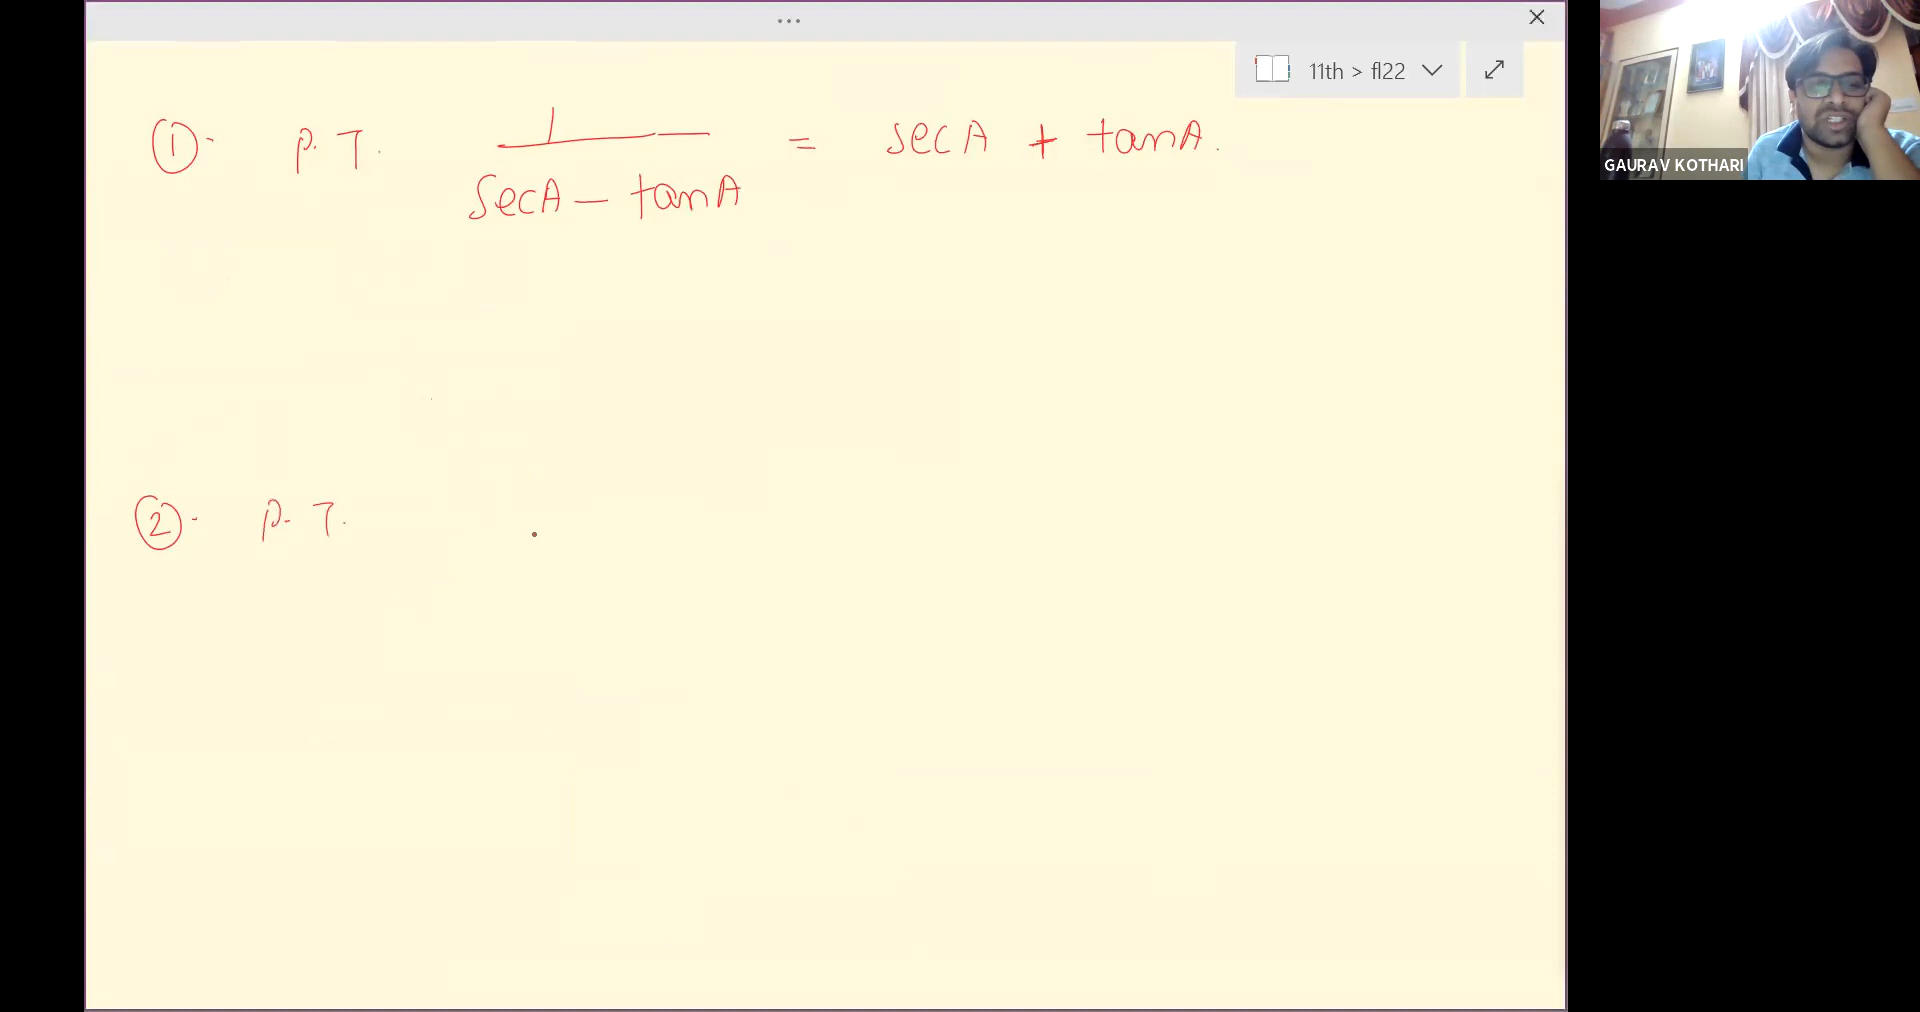 ...
11th > fl22
① P. T. 1 / SecA - tanA = secA + tanA.
GAURAV KOTHARI
② P. T.